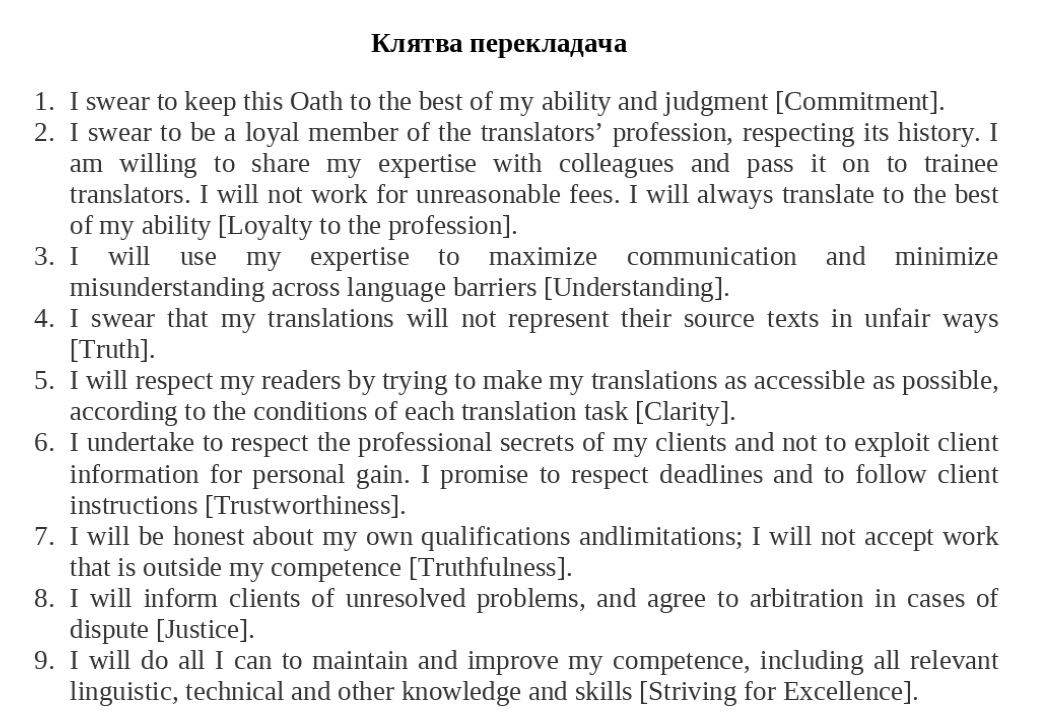 Клятва перекладача
1. I swear to keep this Oath to the best of my ability and judgment [Commitment].
2. I swear to be a loyal member of the translators’ profession, respecting its history. I
am willing to share my expertise with colleagues and pass it on to trainee
translators. I will not work for unreasonable fees. I will always translate to the best
of my ability [Loyalty to the profession].
3. I will use my expertise to maximize communication and minimize
misunderstanding across language barriers [Understanding].
4. I swear that my translations will not represent their source texts in unfair ways
[Truth].
5. I will respect my readers by trying to make my translations as accessible as possible,
according to the conditions of each translation task [Clarity].
6. I undertake to respect the professional secrets of my clients and not to exploit client
information for personal gain. I promise to respect deadlines and to follow client
instructions [Trustworthiness].
7. I will be honest about my own qualifications andlimitations; I will not accept work
that is outside my competence [Truthfulness].
8. I will inform clients of unresolved problems, and agree to arbitration in cases of
dispute [Justice].
9. I will do all I can to maintain and improve my competence, including all relevant
linguistic, technical and other knowledge and skills [Striving for Excellence].